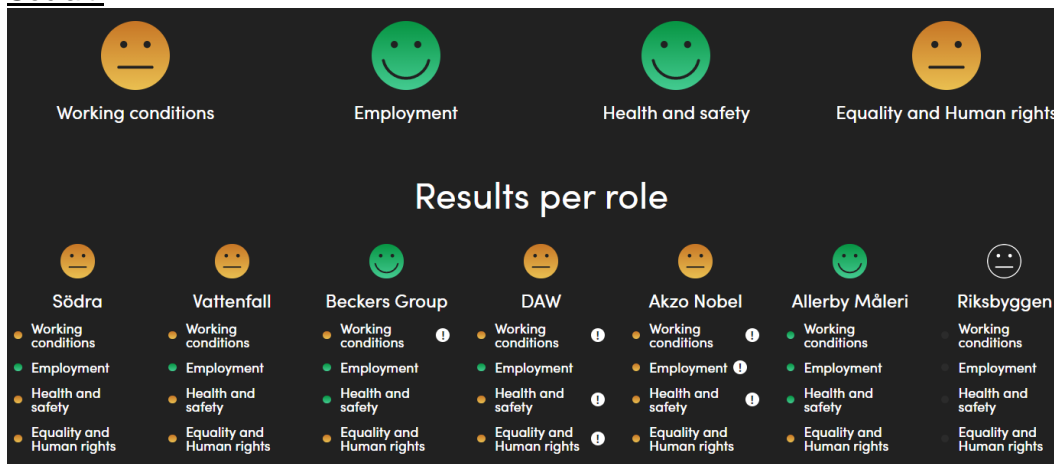 Working conditions
Employment
Health and safety
Equality and Human rights
Results per role
Södra
Vattenfall
Beckers Group
DAW
Akzo Nobel
Allerby Måleri
Riksbyggen
Working
conditions
Employment
Health and
safety
Equality and
Human rights
Working
conditions
Employment
Health and
safety
Equality and
Human rights
Working
conditions
!
Employment
Health and
safety
Equality and
Human rights
Working
conditions
!
Employment
Health and
safety
!
Equality and
Human rights
!
Working
conditions
!
Employment !
Health and
safety
!
Equality and
Human rights
Working
conditions
Employment
Health and
safety
Equality and
Human rights
Working
conditions
Employment
Health and
safety
Equality and
Human rights